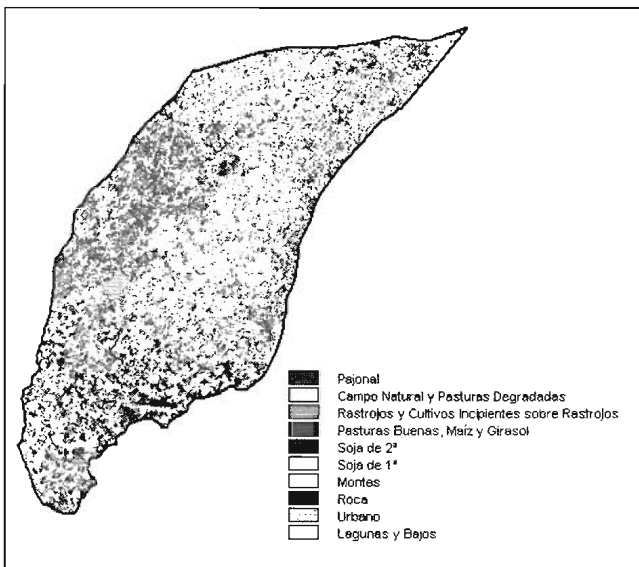 Pajonal
Campo Natural y Pasturas Degradadas
Rastrojos y Cultivos Incipientes sobre Rastrojos
Pasturas Buenas, Maíz y Girasol
Soja de 2ª
Soja de 1ª
Montes
Roca
Urbano
Lagunas y Bajos